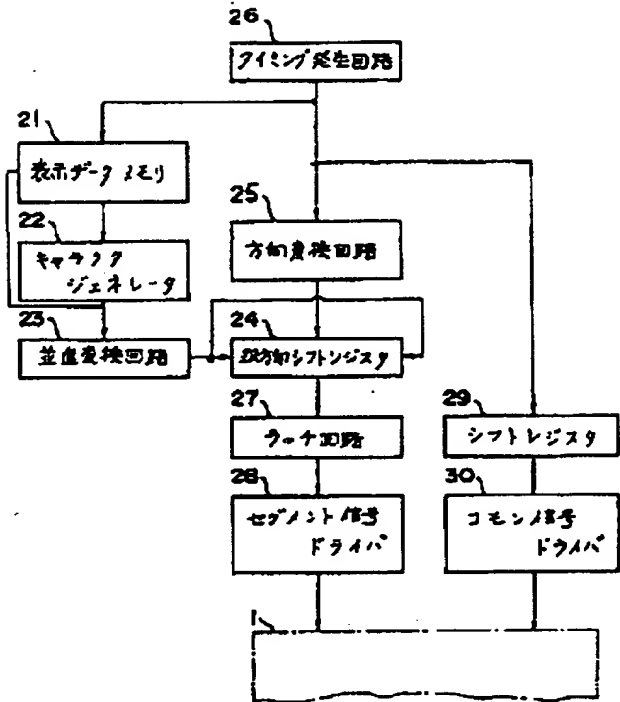 26
タイミング発生回路
21
表示データメモリ
25
方向変換回路
22
キャラクタ
ジェネレータ
23
並直変換回路
24
双方向シフトレジスタ
27
ラッチ回路
29
シフトレジスタ
28
セグメント信号
ドライバ
30
コモン信号
ドライバ
1